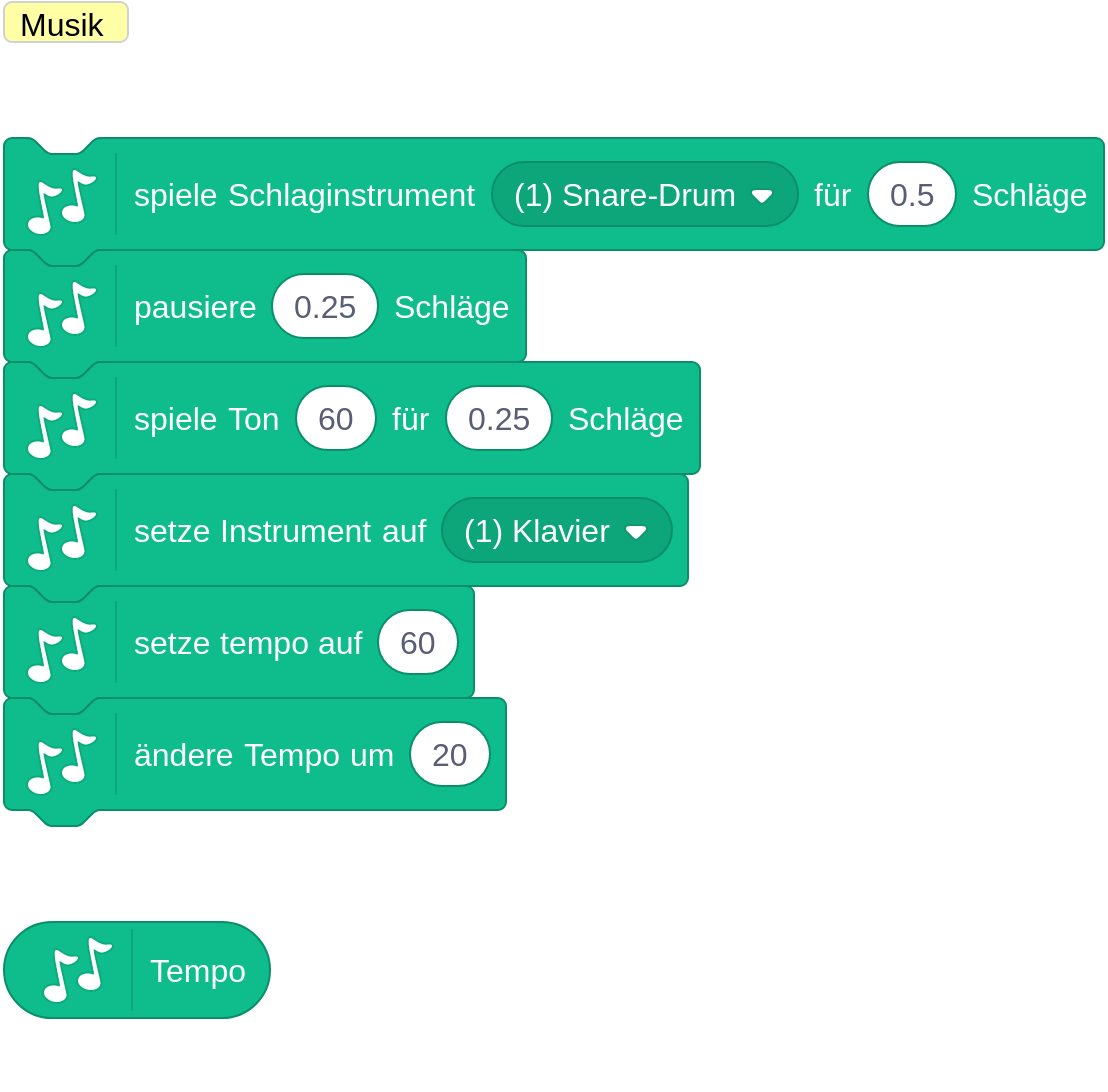 Musik
spiele Schlaginstrument (1) Snare-Drum für 0.5 Schläge
pausiere 0.25 Schläge
spiele Ton 60 für 0.25 Schläge
setze Instrument auf (1) Klavier
setze tempo auf 60
ändere Tempo um 20
Tempo